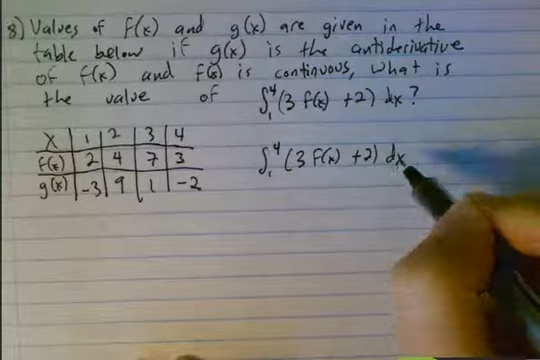 8) Values of f(x) and g(x) are given in the
table below if g(x) is the antiderivative
of f(x) and f(x) is continuous, what is
the value of ∫₁⁴ (3 f(x) + 2) dx?
x | 1 | 2 | 3 | 4
f(x) | 2 | 4 | 7 | 3
g(x) | -3 | 9 | 1 | -2
∫₁⁴ (3 f(x) + 2) dx